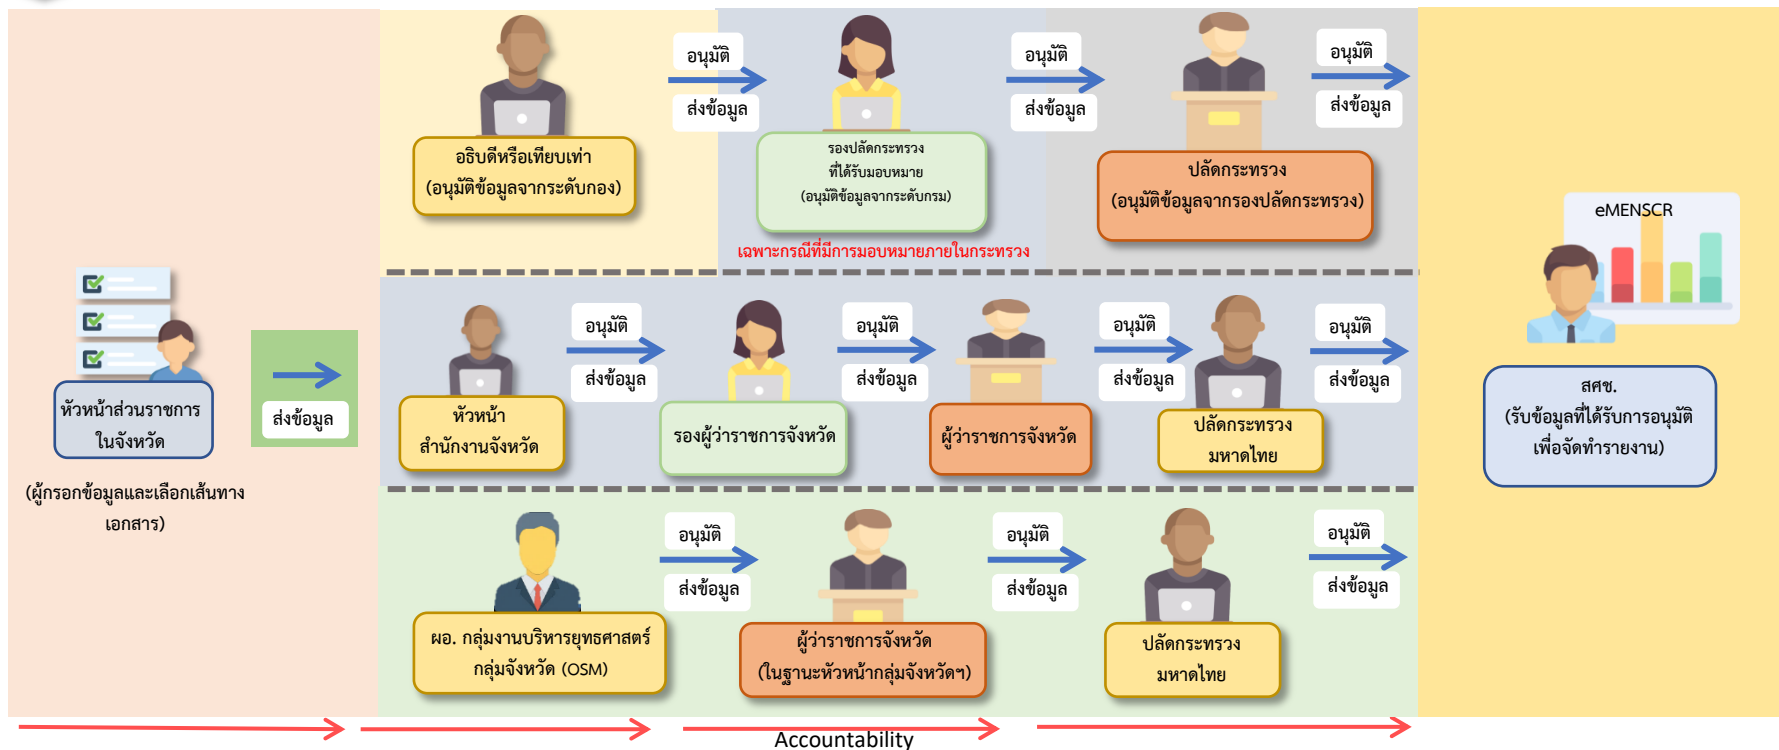 อนุมัติ
ส่งข้อมูล
อนุมัติ
ส่งข้อมูล
อนุมัติ
ส่งข้อมูล
อธิบดีหรือเทียบเท่า
(อนุมัติข้อมูลจากระดับกอง)
รองปลัดกระทรวง
ที่ได้รับมอบหมาย
(อนุมัติข้อมูลจากระดับกรม)
เฉพาะกรณีที่มีการมอบหมายภายในกระทรวง
ปลัดกระทรวง
(อนุมัติข้อมูลจากรองปลัดกระทรวง)
eMENSCR
หัวหน้าส่วนราชการ
ในจังหวัด
(ผู้กรอกข้อมูลและเลือกเส้นทาง
เอกสาร)
ส่งข้อมูล
อนุมัติ
ส่งข้อมูล
อนุมัติ
ส่งข้อมูล
อนุมัติ
ส่งข้อมูล
อนุมัติ
ส่งข้อมูล
หัวหน้า
สำนักงานจังหวัด
รองผู้ว่าราชการจังหวัด
ผู้ว่าราชการจังหวัด
ปลัดกระทรวง
มหาดไทย
สศช.
(รับข้อมูลที่ได้รับการอนุมัติ
เพื่อจัดทำรายงาน)
อนุมัติ
ส่งข้อมูล
อนุมัติ
ส่งข้อมูล
อนุมัติ
ส่งข้อมูล
ผอ. กลุ่มงานบริหารยุทธศาสตร์
กลุ่มจังหวัด (OSM)
ผู้ว่าราชการจังหวัด
(ในฐานะหัวหน้ากลุ่มจังหวัดฯ)
ปลัดกระทรวง
มหาดไทย
Accountability